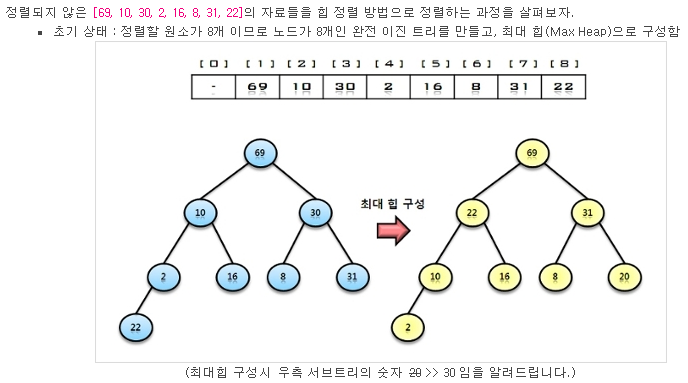 정렬되지 않은 [69, 10, 30, 2, 16, 8, 31, 22]의 자료들을 힙 정렬 방법으로 정렬하는 과정을 살펴보자.
▪ 초기 상태 : 정렬할 원소가 8개 이므로 노드가 8개인 완전 이진 트리를 만들고, 최대 힙(Max Heap)으로 구성함
[0] [1] [2] [3] [4] [5] [6] [7] [8]
- 69 10 30 2 16 8 31 22
69 69
최대 힙 구성
10 30 22 31
2 16 8 31 10 16 8 20
22 2
(최대힙 구성시 우측 서브트리의 숫자 20 >> 30 임을 알려드립니다.)